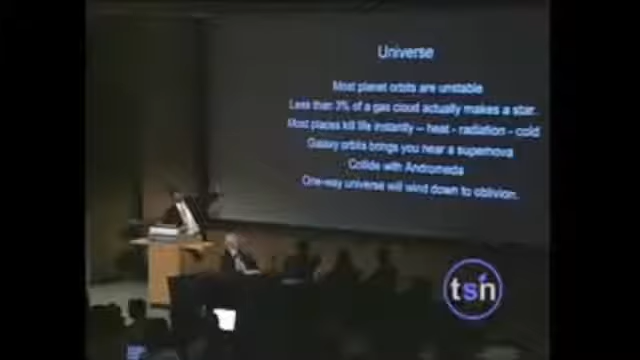 Universe
Most planet orbits are unstable
Less than 3% of a gas cloud actually makes a star.
Most places kill life instantly -- heat - radiation - cold
Galaxy orbits brings you near a supernova
Collide with Andromeda
One-way universe will wind down to oblivion.
tsn